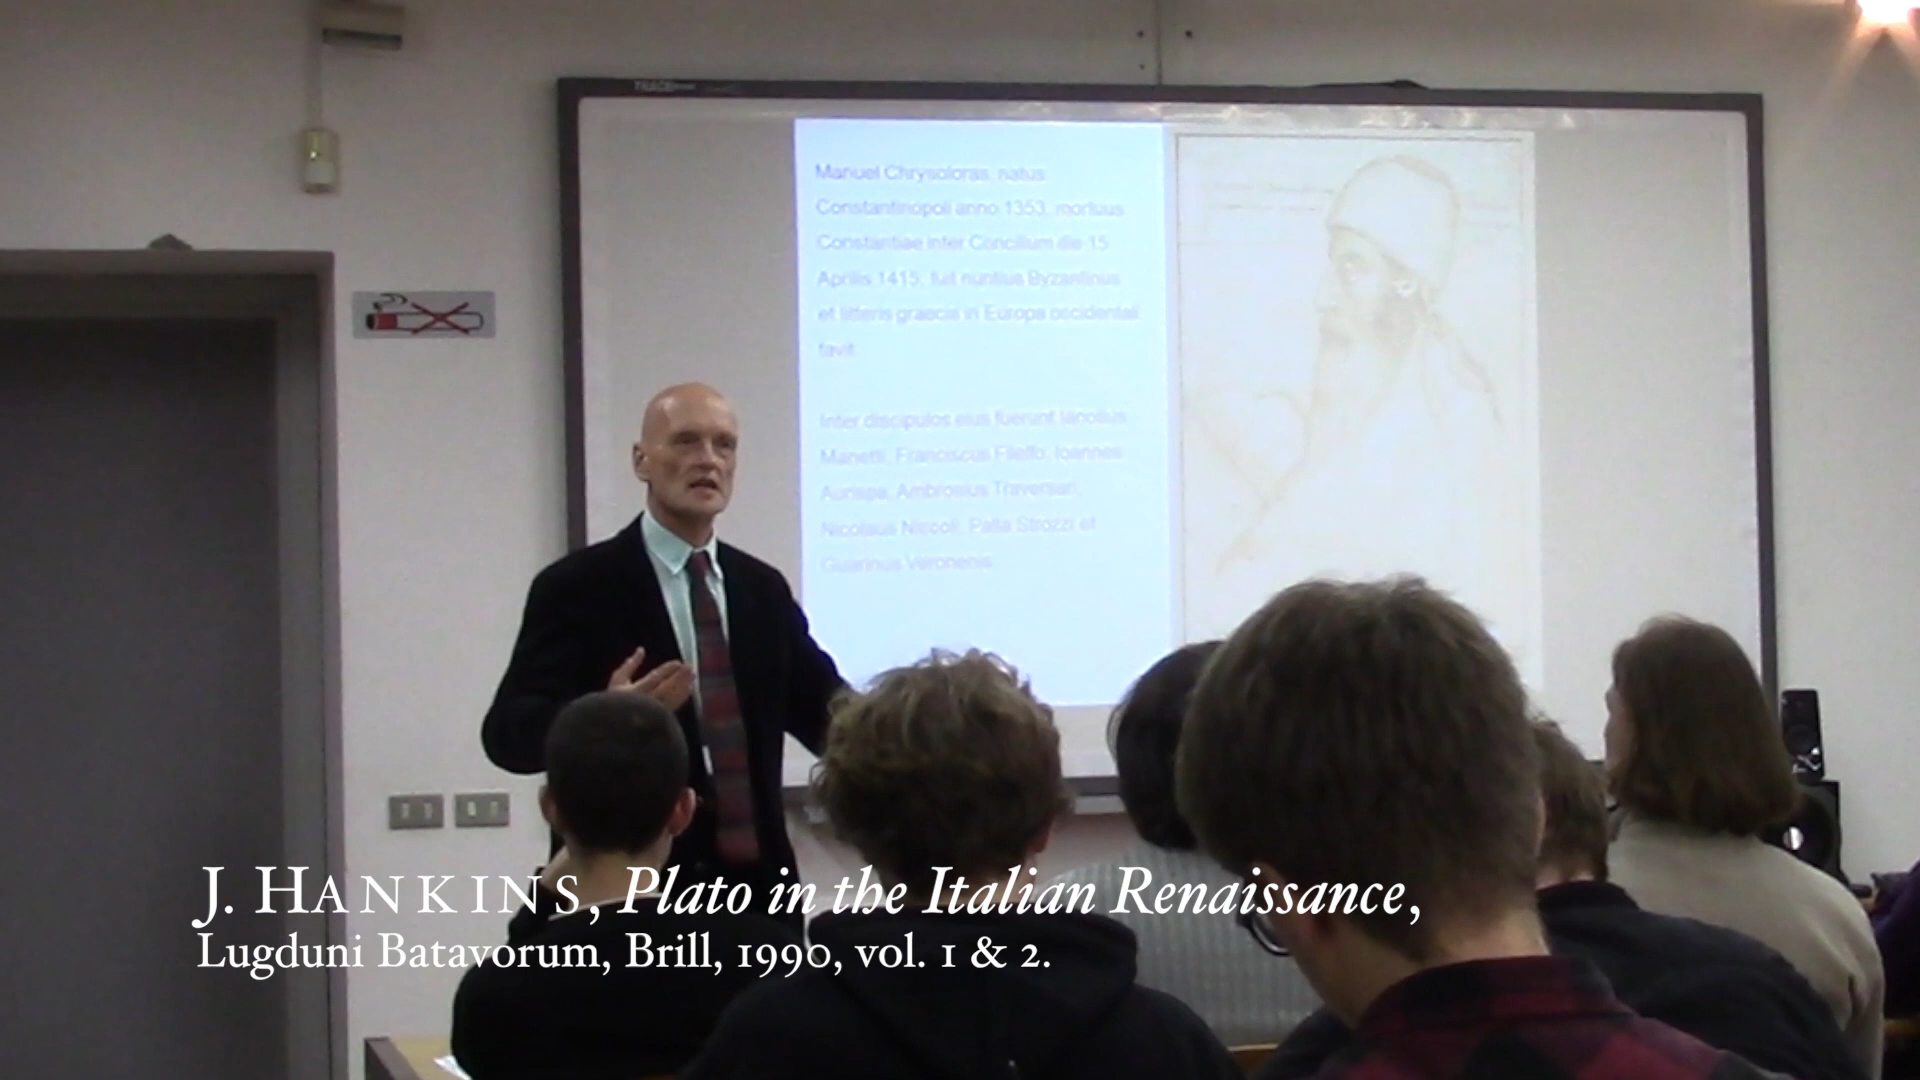 Manuel Chrysoloras, natus
Constantinopoli anno 1353, mortuus
Constantiae inter Concilium die 15
Aprilis 1415, fuit nuntius Byzantinus
et litteris graecis in Europa occidentali
favit.
Inter discipulos eius fuerunt Ianotius
Manetti, Franciscus Filelfo, Ioannes
Aurispa, Ambrosius Traversari,
Nicolaus Niccoli, Palla Strozzi et
Guarinus Veronensis
J. HANKINS, Plato in the Italian Renaissance,
Lugduni Batavorum, Brill, 1990, vol. 1 & 2.